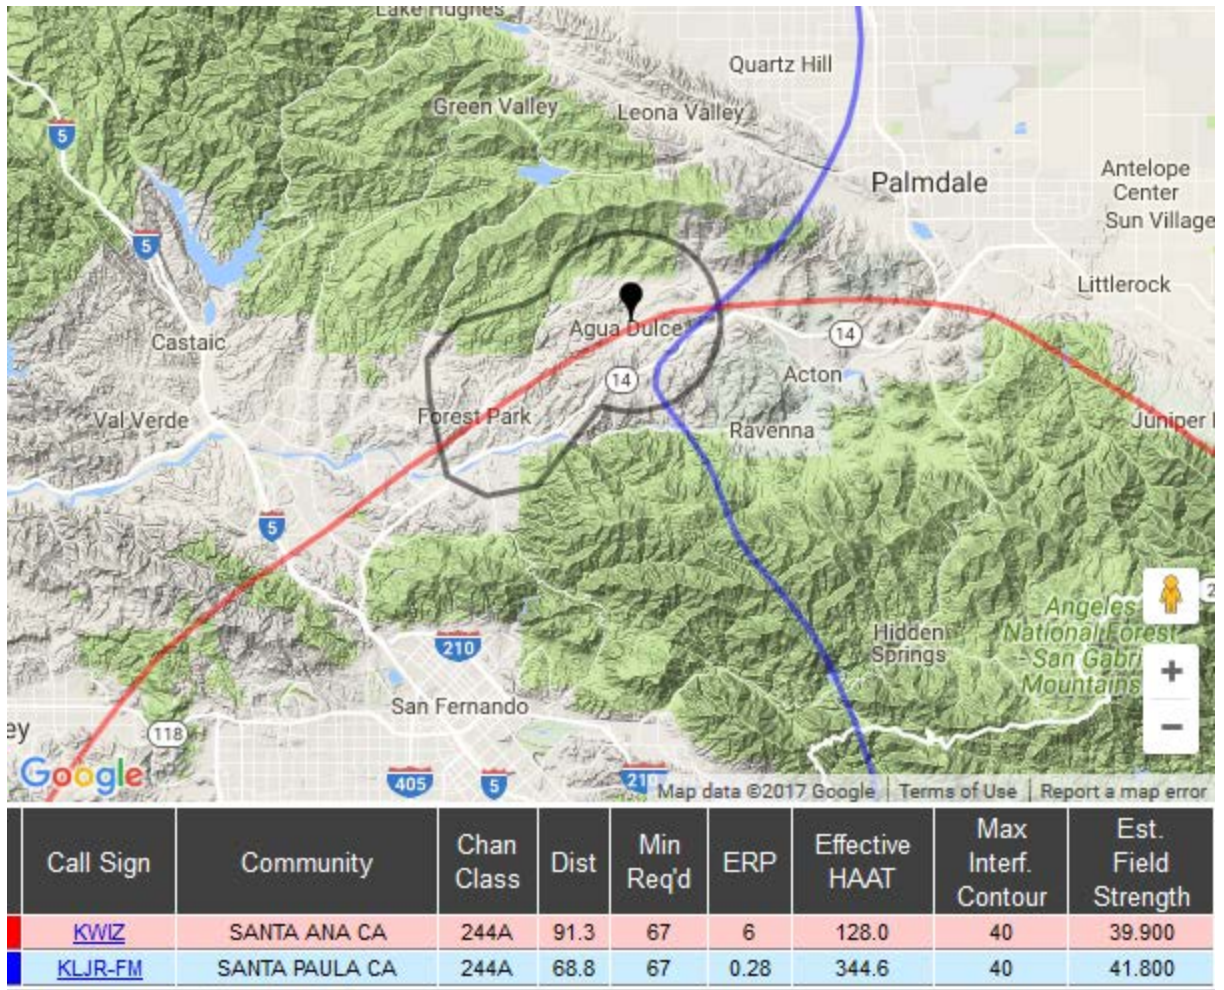 Lake Hughes
Quartz Hill
Green Valley
Leona Valley
5
Palmdale
Antelope
Center
Sun Village
5
Littlerock
Agua Dulce
14
Castaic
14
Acton
Forest Park
Val Verde
Juniper
Ravenna
5
Angeles
National Forest
Hidden
Springs
- San Gabri
Mountains
2
+
210
−
San Fernando
ey
118
Google
405
5
210
Map data ©2017 Google
Terms of Use
Report a map error
Call Sign
Community
Chan
Class
Dist
Min
Req'd
ERP
Effective
HAAT
Max
Interf.
Contour
Est.
Field
Strength
KWIZ SANTA ANA CA 244A 91.3 67 6 128.0 40 39.900
KLJR-FM SANTA PAULA CA 244A 68.8 67 0.28 344.6 40 41.800